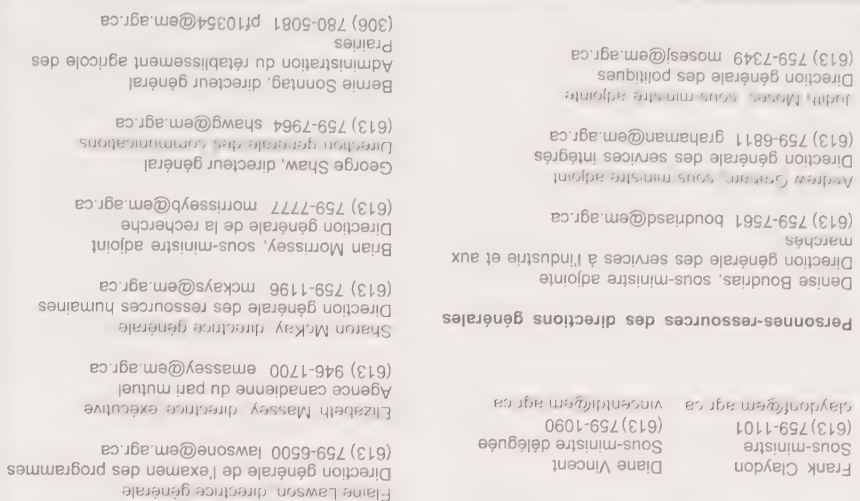 Frank Claydon
Sous-ministre
(613) 759-1101
claydonf@em.agr.ca
Diane Vincent
Sous-ministre déléguée
(613) 759-1090
vincentdi@em.agr.ca
Personnes-ressources des directions générales
Denise Boudrias, sous-ministre adjointe
Direction générale des services à l'industrie et aux
marchés
(613) 759-7561 boudriasd@em.agr.ca
Andrew Graham, sous-ministre adjoint
Direction générale des services intégrés
(613) 759-6811 grahaman@em.agr.ca
Judith Moses, sous-ministre adjointe
Direction générale des politiques
(613) 759-7349 mosesj@em.agr.ca
Elaine Lawson, directrice générale
Direction générale de l'examen des programmes
(613) 759-6500 lawsone@em.agr.ca
Elizabeth Massey, directrice exécutive
Agence canadienne du pari mutuel
(613) 946-1700 emassey@em.agr.ca
Sharon McKay, directrice générale
Direction générale des ressources humaines
(613) 759-1196 mckays@em.agr.ca
Brian Morrissey, sous-ministre adjoint
Direction générale de la recherche
(613) 759-7777 morrisseyb@em.agr.ca
George Shaw, directeur général
Direction générale des communications
(613) 759-7964 shawg@em.agr.ca
Bernie Sonntag, directeur général
Administration du rétablissement agricole des
Prairies
(306) 780-5081 pf10354@em.agr.ca